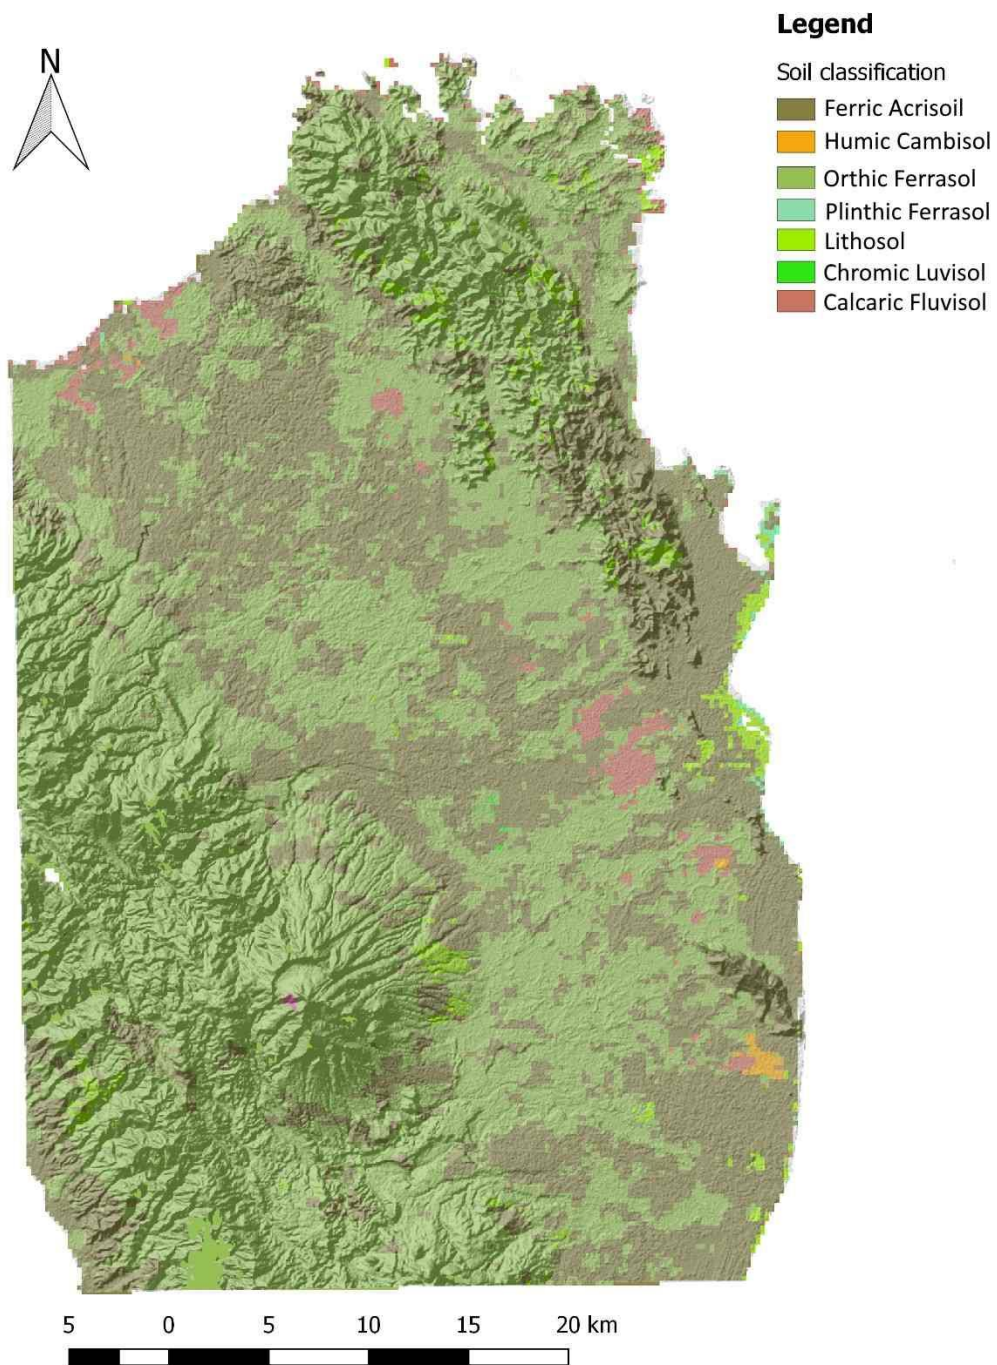 Legend
N
Soil classification
Ferric Acrisoil
Humic Cambisol
Orthic Ferrasol
Plinthic Ferrasol
Lithosol
Chromic Luvisol
Calcaric Fluvisol
5 0 5 10 15 20 km